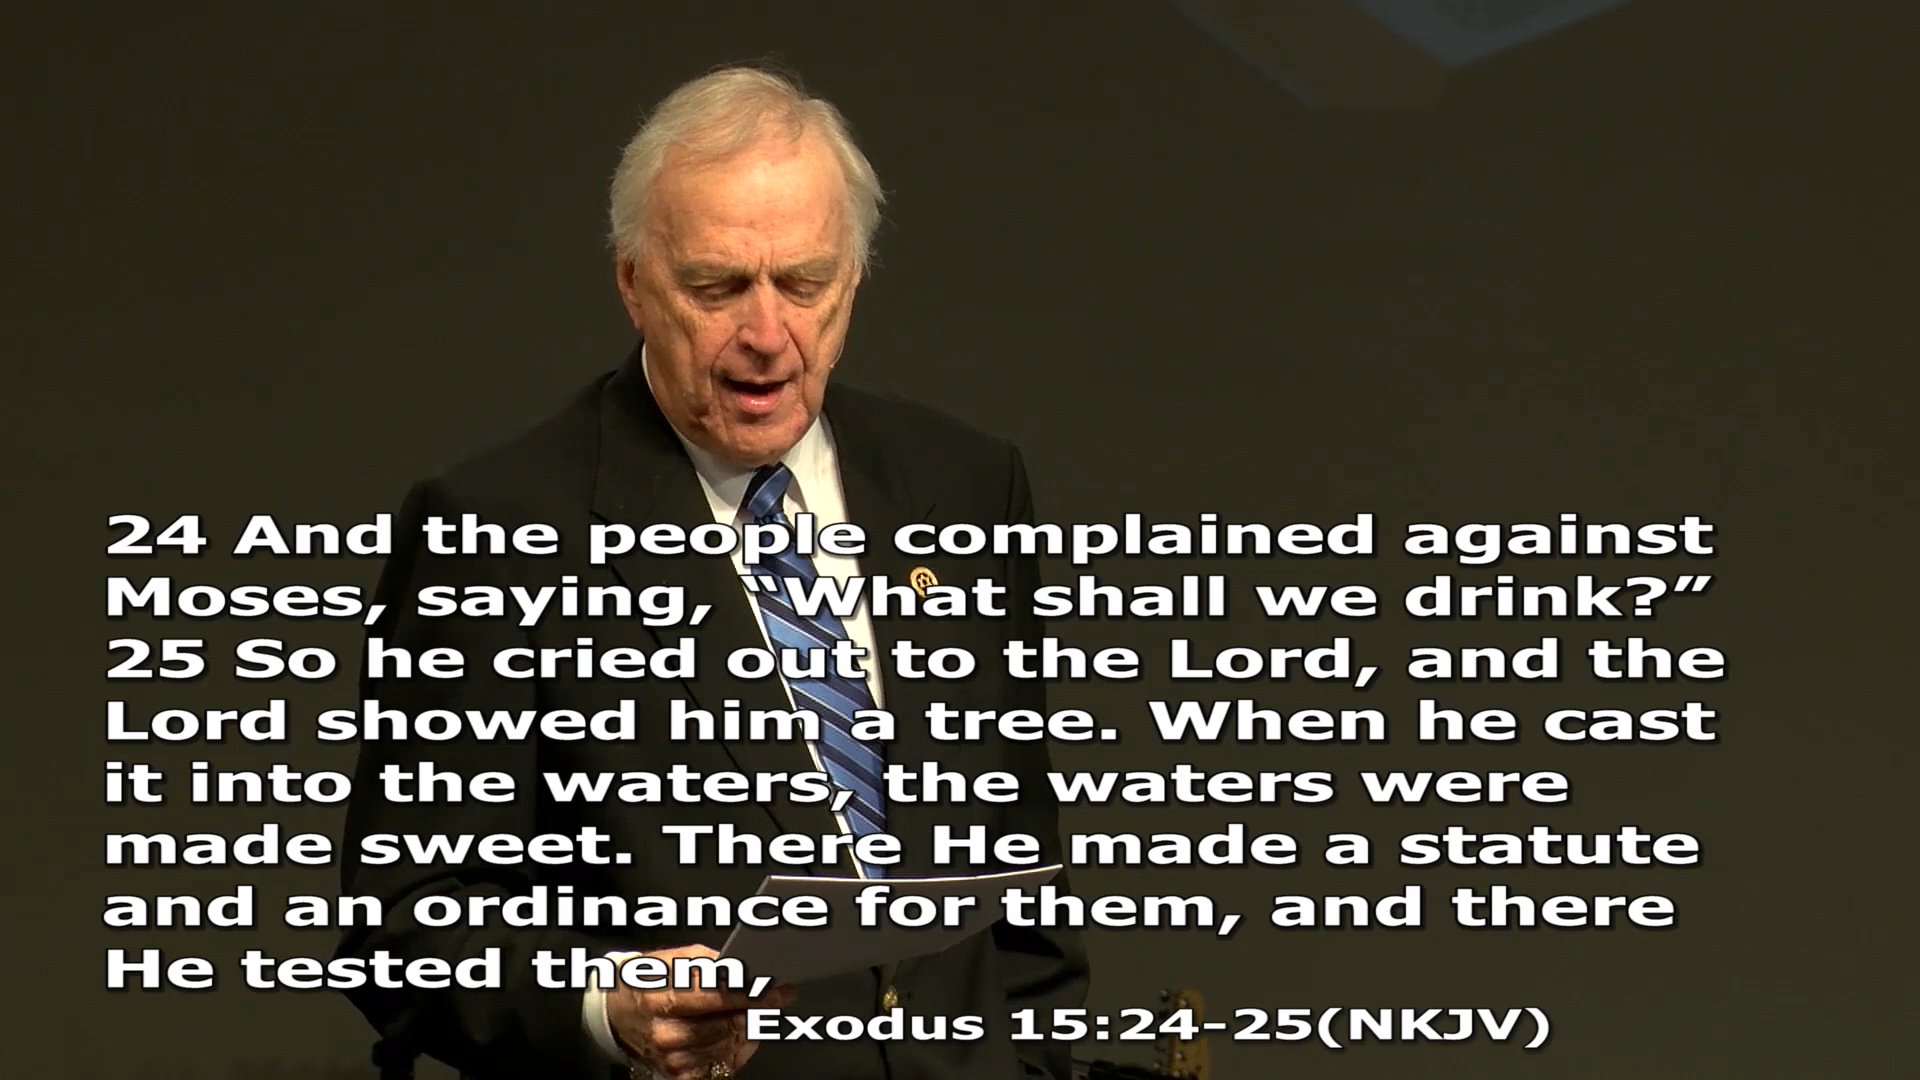 24 And the people complained against
Moses, saying, “What shall we drink?”
25 So he cried out to the Lord, and the
Lord showed him a tree. When he cast
it into the waters, the waters were
made sweet. There He made a statute
and an ordinance for them, and there
He tested them,
Exodus 15:24-25(NKJV)